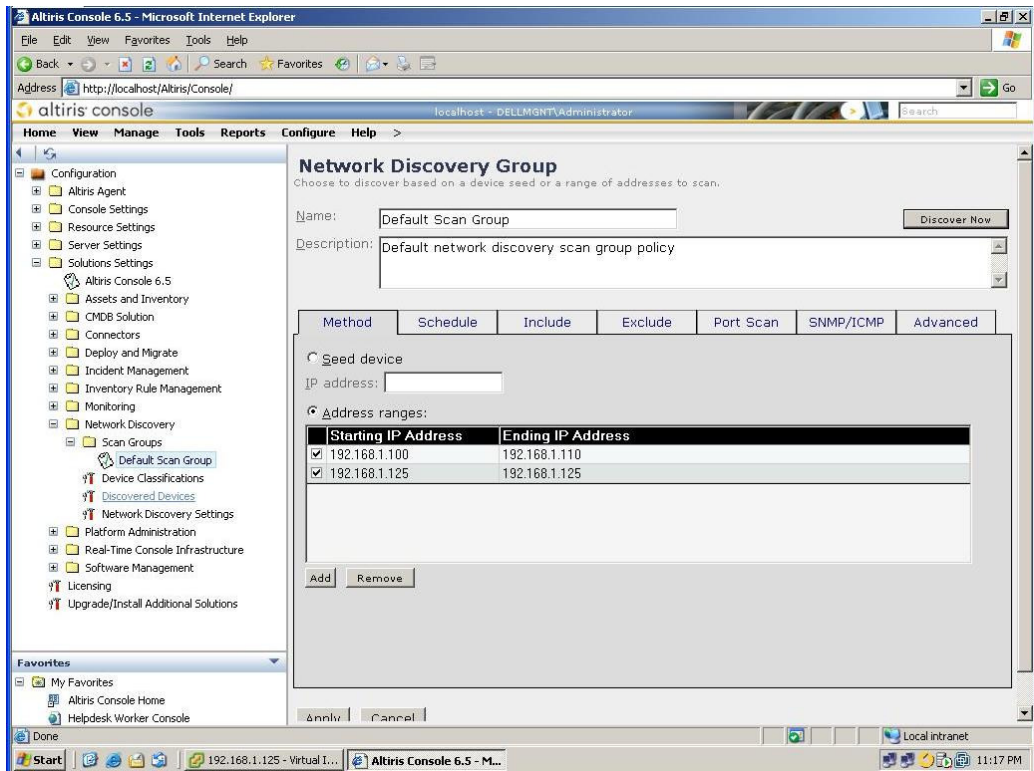 Altiris Console 6.5 - Microsoft Internet Explorer
File Edit View Favorites Tools Help
Back Search Favorites
Address http://localhost/Altiris/Console/ Go
altiris console localhost - DELLMGNT\Administrator Search
Home View Manage Tools Reports Configure Help >
Configuration
Altiris Agent
Console Settings
Resource Settings
Server Settings
Solutions Settings
Altiris Console 6.5
Assets and Inventory
CMDB Solution
Connectors
Deploy and Migrate
Incident Management
Inventory Rule Management
Monitoring
Network Discovery
Scan Groups
Default Scan Group
Device Classifications
Discovered Devices
Network Discovery Settings
Platform Administration
Real-Time Console Infrastructure
Software Management
Licensing
Upgrade/Install Additional Solutions
Favorites
My Favorites
Altiris Console Home
Helpdesk Worker Console
Network Discovery Group
Choose to discover based on a device seed or a range of addresses to scan.
Name: Default Scan Group Discover Now
Description: Default network discovery scan group policy
Method Schedule Include Exclude Port Scan SNMP/ICMP Advanced
Seed device
IP address:
Address ranges:
Starting IP Address Ending IP Address
192.168.1.100 192.168.1.110
192.168.1.125 192.168.1.125
Add Remove
Apply Cancel
Done Local intranet
Start 192.168.1.125 - Virtual I... Altiris Console 6.5 - M... 11:17 PM